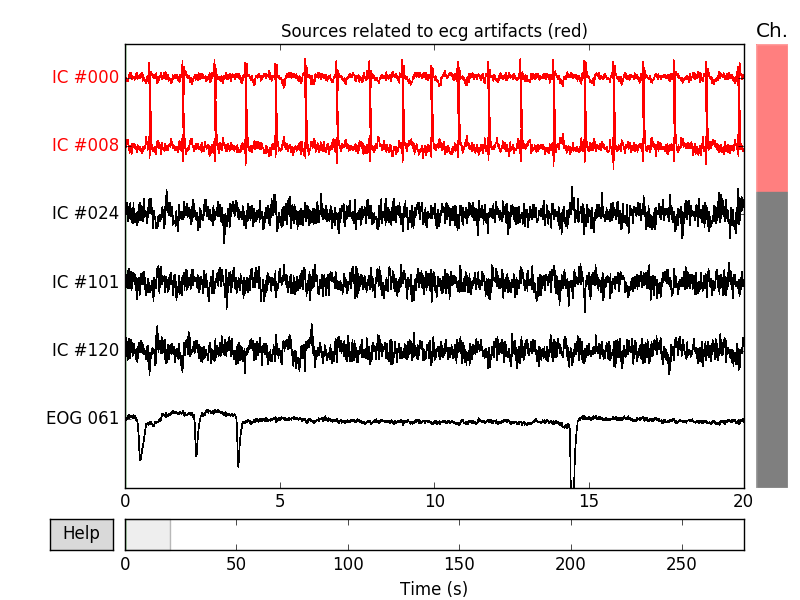 Sources related to ecg artifacts (red)
Ch.
IC #000
IC #008
IC #024
IC #101
IC #120
EOG 061
0 5 10 15 20
Help
0 50 100 150 200 250
Time (s)